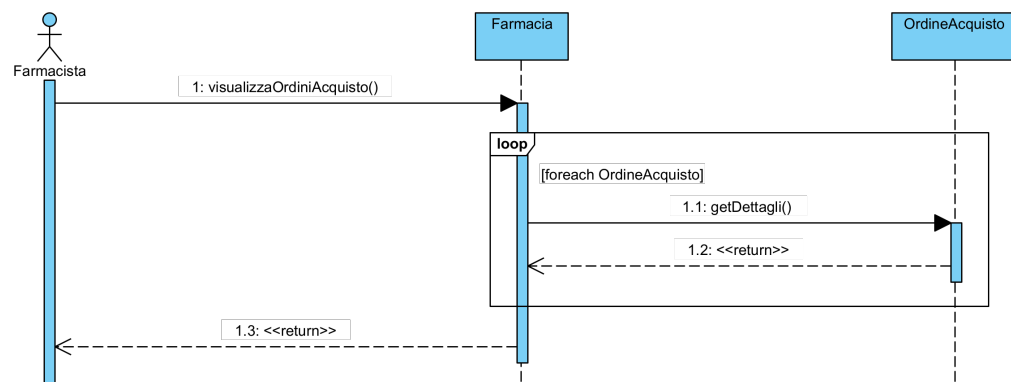 Farmacista
Farmacia
OrdineAcquisto
1: visualizzaOrdiniAcquisto()
loop
[foreach OrdineAcquisto]
1.1: getDettagli()
1.2: <<return>>
1.3: <<return>>